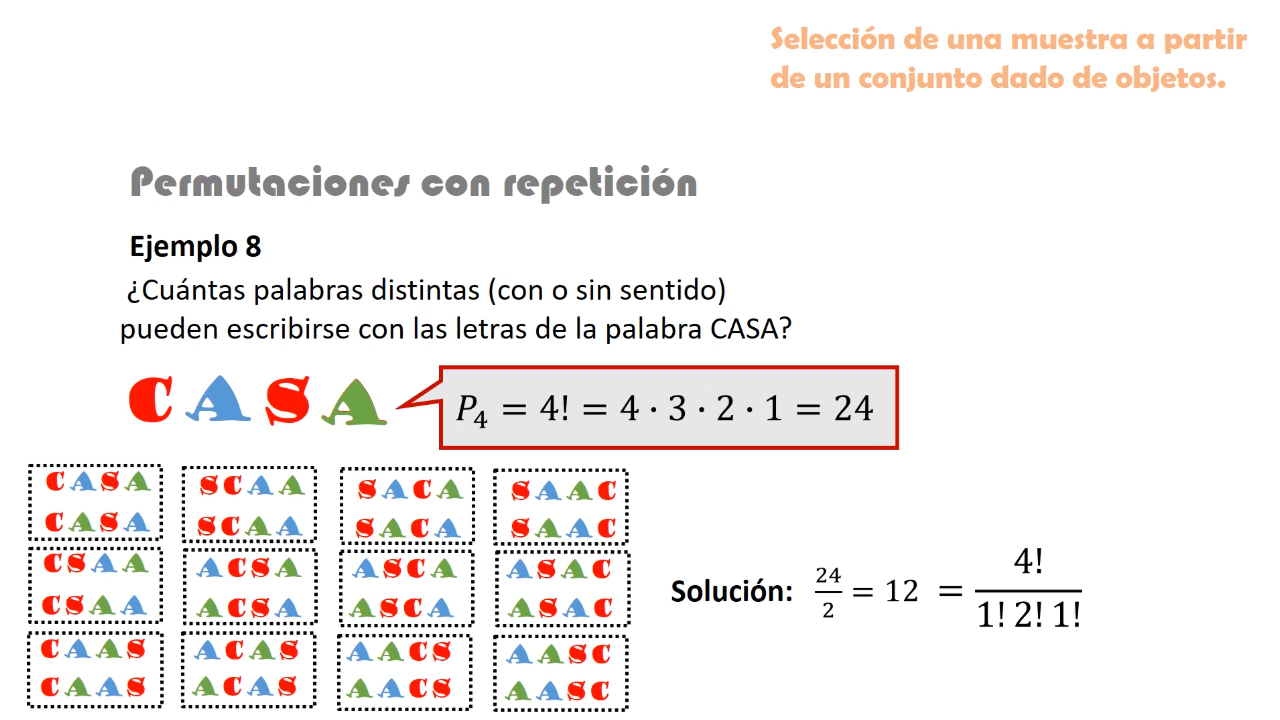 Selección de una muestra a partir
de un conjunto dado de objetos.
Permutaciones con repetición
Ejemplo 8
¿Cuántas palabras distintas (con o sin sentido)
pueden escribirse con las letras de la palabra CASA?
C A S A
P₄ = 4! = 4 · 3 · 2 · 1 = 24
CASA SCAA SACA SAAC
CASA SCAA SACA SAAC
CSAA ACSA ASCA ASAC
CSAA ACSA ASCA ASAC
CAAS ACAS AACS AASC
CAAS ACAS AACS AASC
Solución: 24/2 = 12 = 4!/(1! 2! 1!)